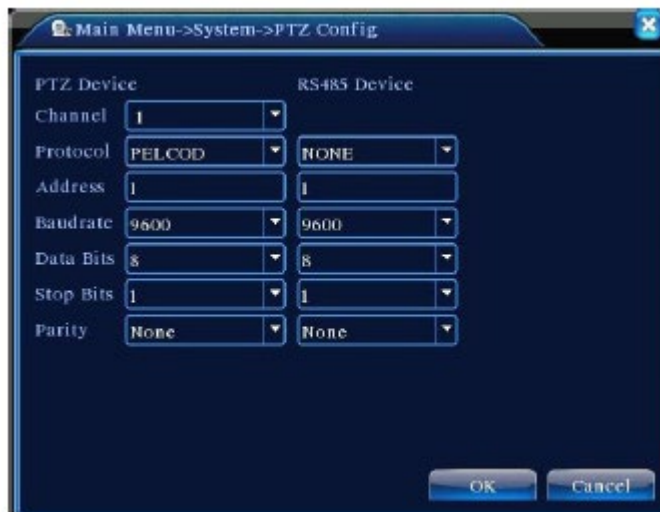 Main Menu->System->PTZ Config
PTZ Device RS485 Device
Channel 1
Protocol PELCOD NONE
Address 1 1
Baudrate 9600 9600
Data Bits 8 8
Stop Bits 1 1
Parity None None
OK Cancel